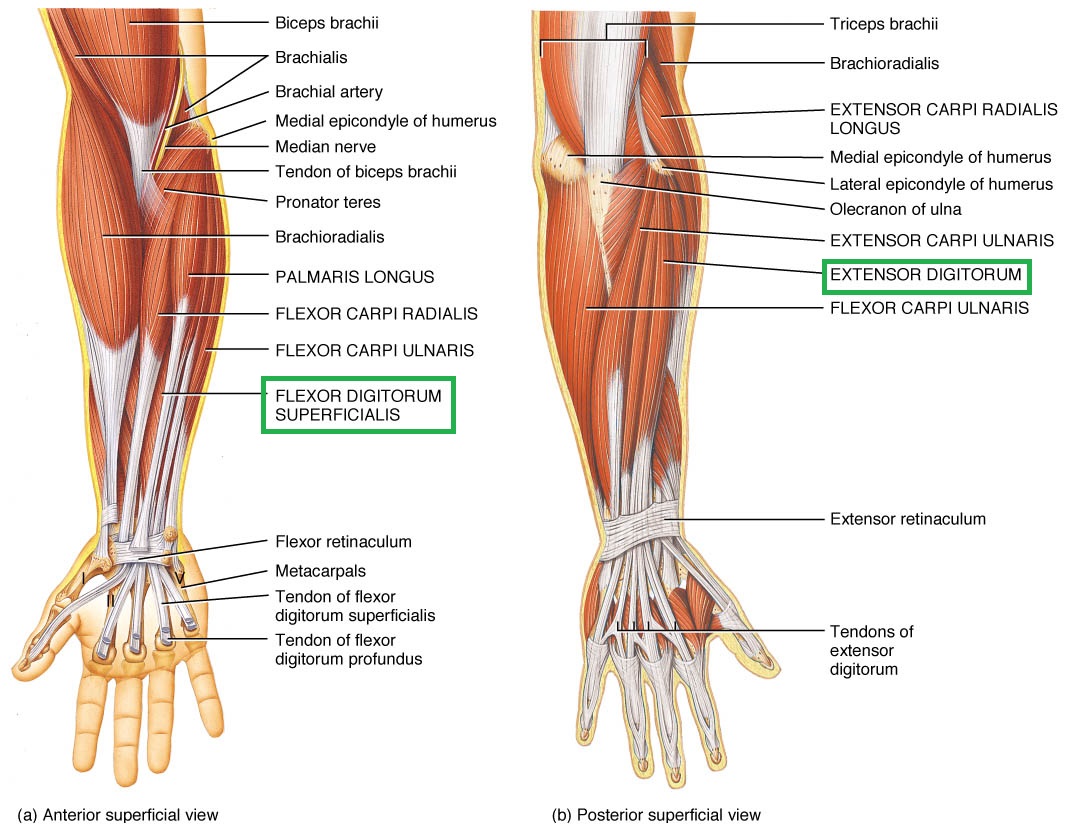 Biceps brachii
Brachialis
Brachial artery
Medial epicondyle of humerus
Median nerve
Tendon of biceps brachii
Pronator teres
Brachioradialis
PALMARIS LONGUS
FLEXOR CARPI RADIALIS
FLEXOR CARPI ULNARIS
FLEXOR DIGITORUM
SUPERFICIALIS
Flexor retinaculum
Metacarpals
Tendon of flexor
digitorum superficialis
Tendon of flexor
digitorum profundus
I
II
V
(a) Anterior superficial view
Triceps brachii
Brachioradialis
EXTENSOR CARPI RADIALIS
LONGUS
Medial epicondyle of humerus
Lateral epicondyle of humerus
Olecranon of ulna
EXTENSOR CARPI ULNARIS
EXTENSOR DIGITORUM
FLEXOR CARPI ULNARIS
Extensor retinaculum
Tendons of
extensor
digitorum
(b) Posterior superficial view